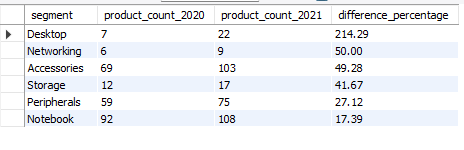 segment product_count_2020 product_count_2021 difference_percentage
Desktop 7 22 214.29
Networking 6 9 50.00
Accessories 69 103 49.28
Storage 12 17 41.67
Peripherals 59 75 27.12
Notebook 92 108 17.39